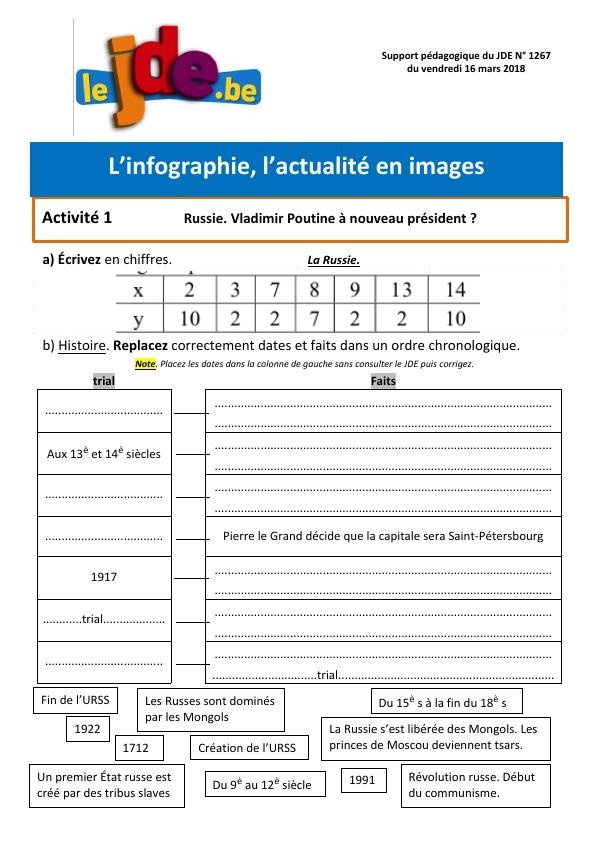 le jde.be
Support pédagogique du JDE N° 1267
du vendredi 16 mars 2018
L’infographie, l’actualité en images
Activité 1 Russie. Vladimir Poutine à nouveau président ?
a) Écrivez en chiffres. La Russie.
x 2 3 7 8 9 13 14
y 10 2 2 7 2 2 10
b) Histoire. Replacez correctement dates et faits dans un ordre chronologique.
Note. Placez les dates dans la colonne de gauche sans consulter le JDE puis corrigez.
trial Faits
Aux 13è et 14è siècles
Pierre le Grand décide que la capitale sera Saint-Pétersbourg
1917
............trial...................
...............................trial......................................................
Fin de l’URSS
Les Russes sont dominés
par les Mongols
Du 15è s à la fin du 18è s
1922
La Russie s’est libérée des Mongols. Les
princes de Moscou deviennent tsars.
1712
Création de l’URSS
Un premier État russe est
créé par des tribus slaves
Du 9è au 12è siècle
1991
Révolution russe. Début
du communisme.